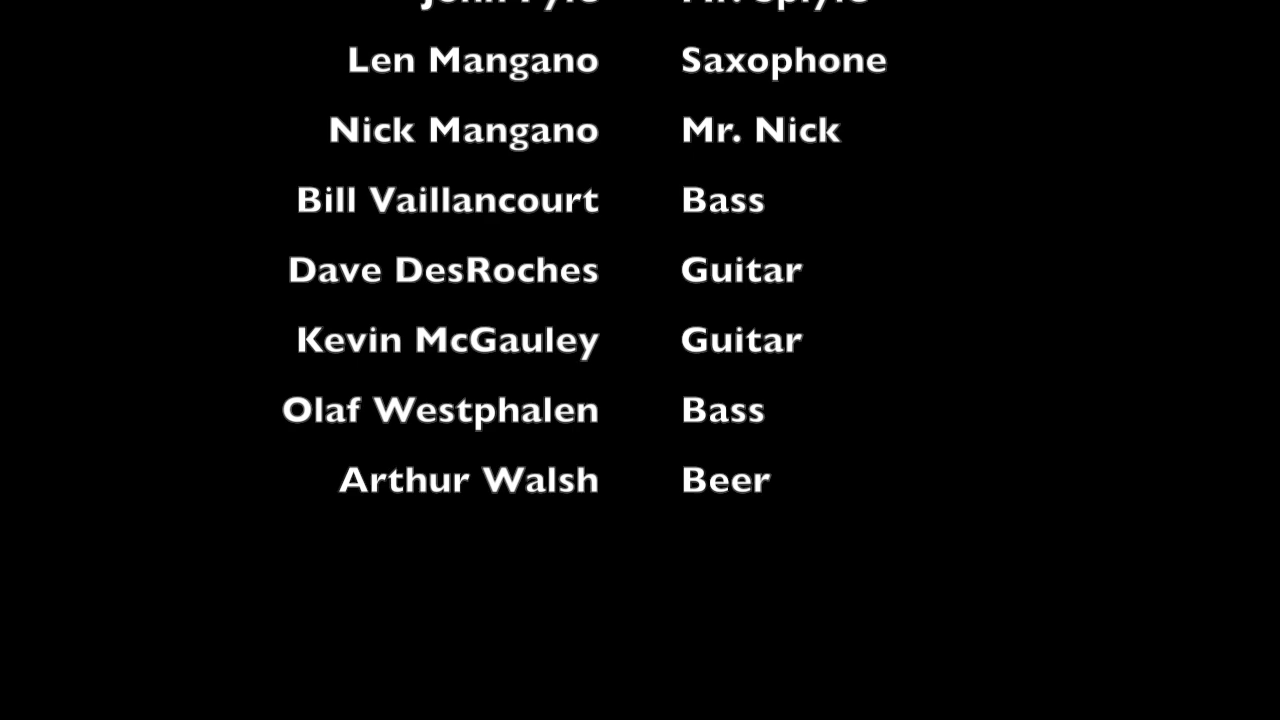 Len Mangano Saxophone
Nick Mangano Mr. Nick
Bill Vaillancourt Bass
Dave DesRoches Guitar
Kevin McGauley Guitar
Olaf Westphalen Bass
Arthur Walsh Beer